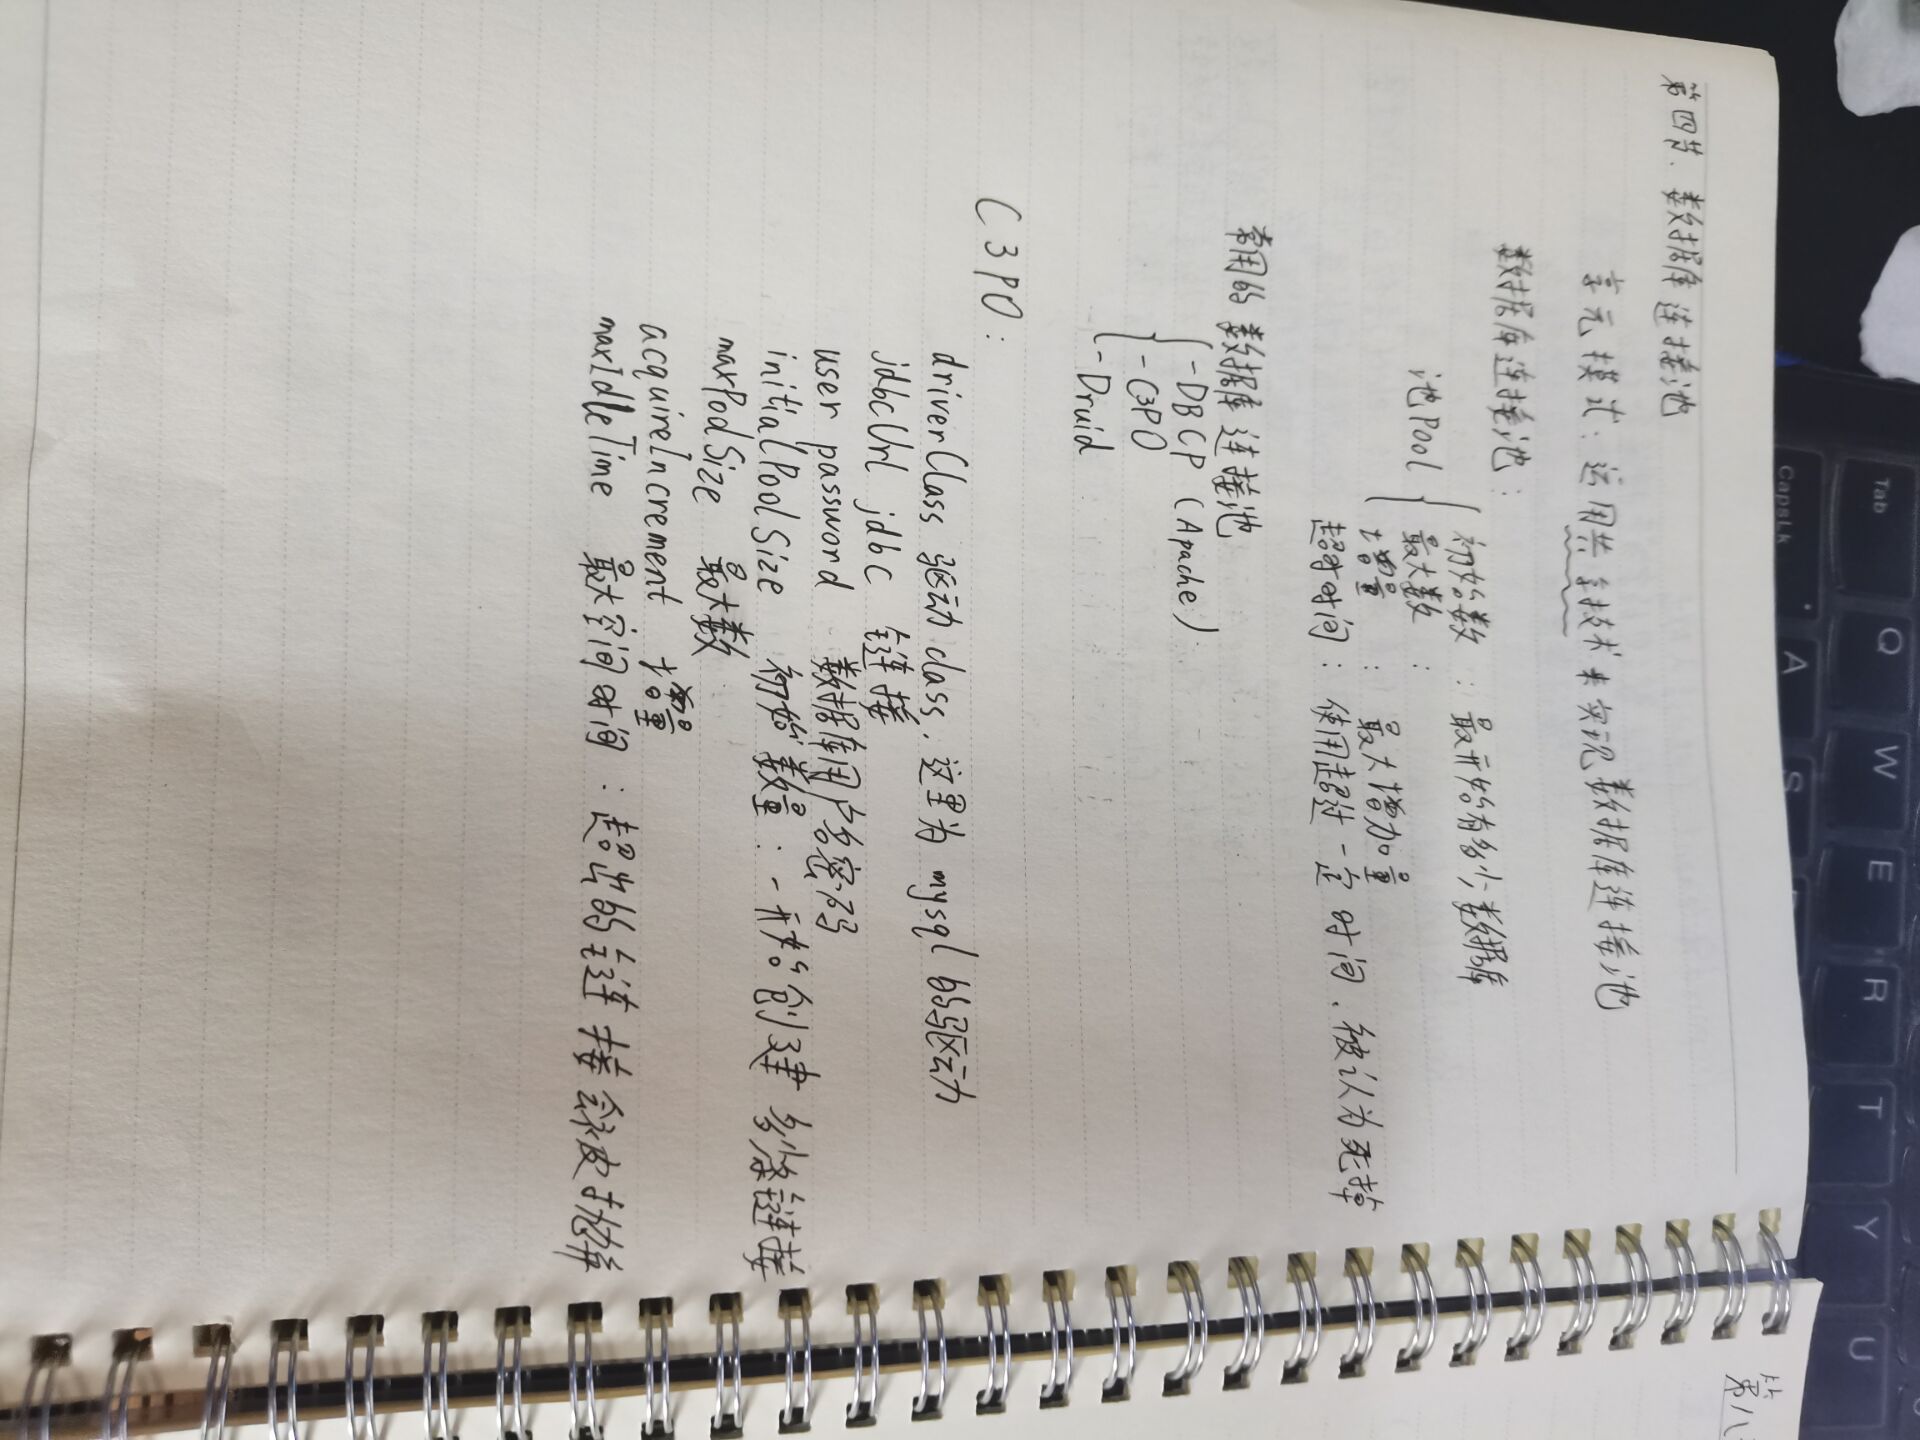 第四节. 数据库连接池
享元模式: 运用共享技术来实现数据库连接池
数据库连接池:
池Pool { 初始数 : 最开始有多少数据库
最大数 :
增量 : 最大增加量
超时时间 : 使用超过一定时间. 被认为死掉
常用的数据库连接池
{ -DBCP (Apache)
-C3P0
-Druid
C3P0:
driverClass 驱动class. 这里为 mysql 的驱动
jdbcUrl jdbc 链接
user password 数据库用户名密码
initialPoolSize 初始数量 : 一开始创建多少条链接
maxPoolSize 最大数
acquireIncrement 增量
maxIdleTime 最大空闲时间 : 超出的链接会被抛弃
Tab
Q
W
E
R
T
Y
U
CapsLk
A
S
第八